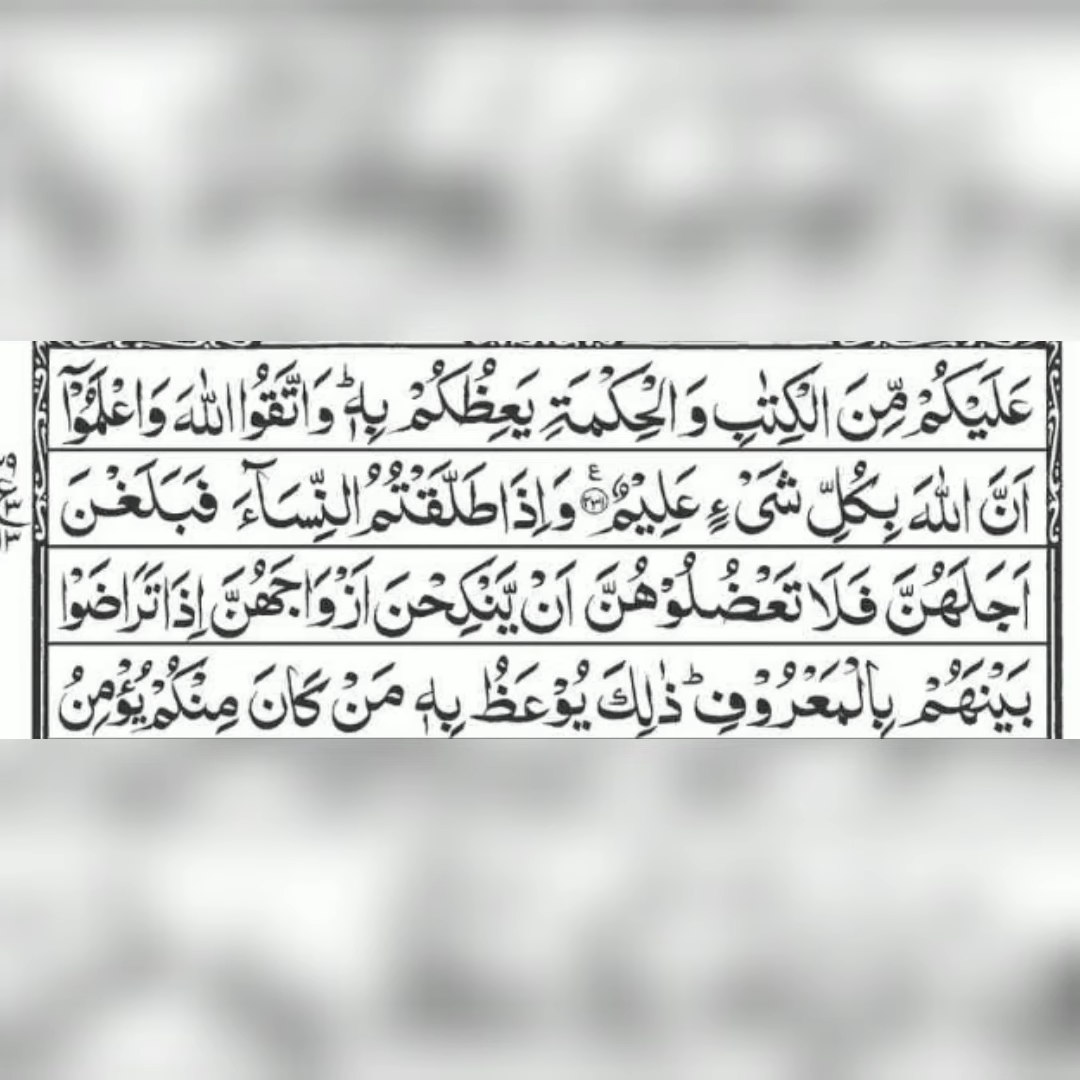 عَلَيْكُمْ مِّنَ الْكِتٰبِ وَالْحِكْمَةِ يَعِظُكُمْ بِهٖ ؕ وَاتَّقُوا اللّٰهَ وَاعْلَمُوْۤا
اَنَّ اللّٰهَ بِكُلِّ شَیْءٍ عَلِيْمٌ ﴿۲۳۱﴾ ع وَاِذَا طَلَّقْتُمُ النِّسَآءَ فَبَلَغْنَ
اَجَلَهُنَّ فَلَا تَعْضُلُوْهُنَّ اَنْ يَّنْكِحْنَ اَزْوَاجَهُنَّ اِذَا تَرَاضَوْا
بَيْنَهُمْ بِالْمَعْرُوْفِ ؕ ذٰلِكَ يُوْعَظُ بِهٖ مَنْ كَانَ مِنْكُمْ يُؤْمِنُ